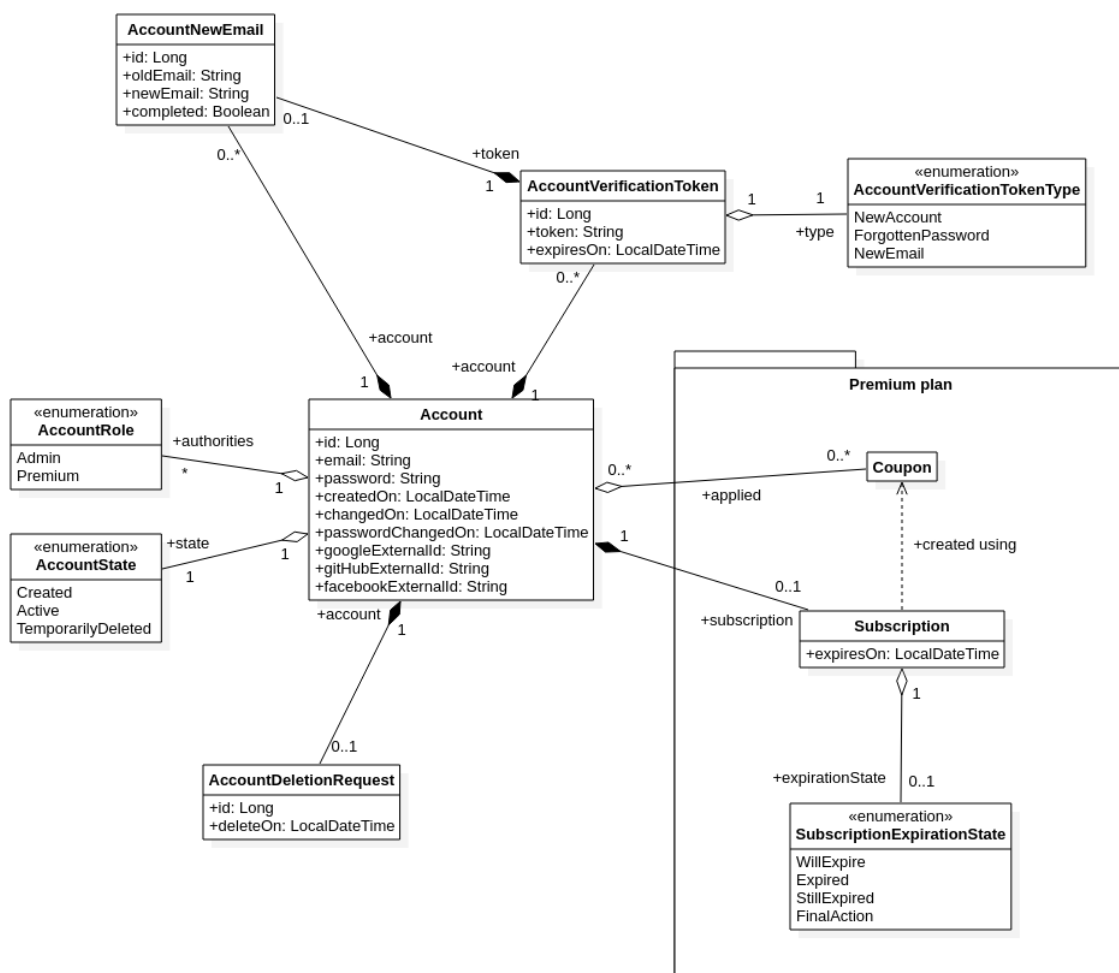 AccountNewEmail
+id: Long
+oldEmail: String
+newEmail: String
+completed: Boolean
0..1
0..*
+token
1
AccountVerificationToken
+id: Long
+token: String
+expiresOn: LocalDateTime
0..*
1
1
+type
«enumeration»
AccountVerificationTokenType
NewAccount
ForgottenPassword
NewEmail
+account
1
+account
1
«enumeration»
AccountRole
Admin
Premium
+authorities
*
1
«enumeration»
AccountState
Created
Active
TemporarilyDeleted
+state
1
1
Account
+id: Long
+email: String
+password: String
+createdOn: LocalDateTime
+changedOn: LocalDateTime
+passwordChangedOn: LocalDateTime
+googleExternalId: String
+gitHubExternalId: String
+facebookExternalId: String
+account
1
0..1
AccountDeletionRequest
+id: Long
+deleteOn: LocalDateTime
Premium plan
0..*
0..*
+applied
Coupon
+created using
1
0..1
+subscription
Subscription
+expiresOn: LocalDateTime
1
+expirationState
0..1
«enumeration»
SubscriptionExpirationState
WillExpire
Expired
StillExpired
FinalAction